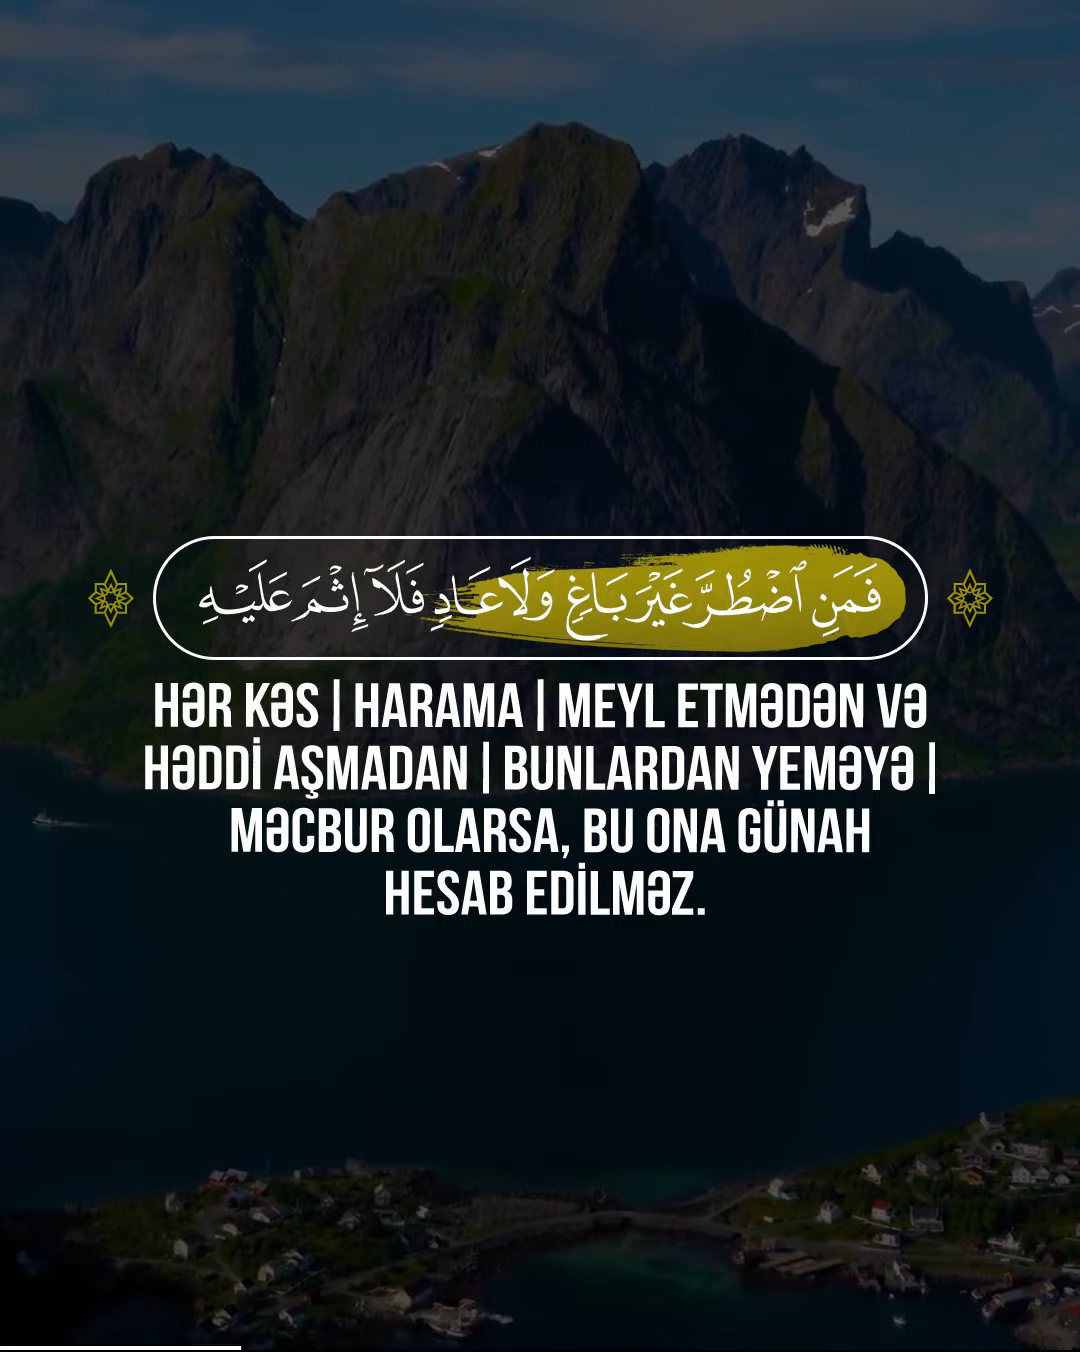 فَمَنِ ٱضْطُرَّ غَيْرَ بَاغٍ وَلَا عَادٍ فَلَآ إِثْمَ عَلَيْهِ
HƏR KƏS | HARAMA | MEYL ETMƏDƏN VƏ
HƏDDİ AŞMADAN | BUNLARDAN YEMƏYƏ |
MƏCBUR OLARSA, BU ONA GÜNAH
HESAB EDİLMƏZ.